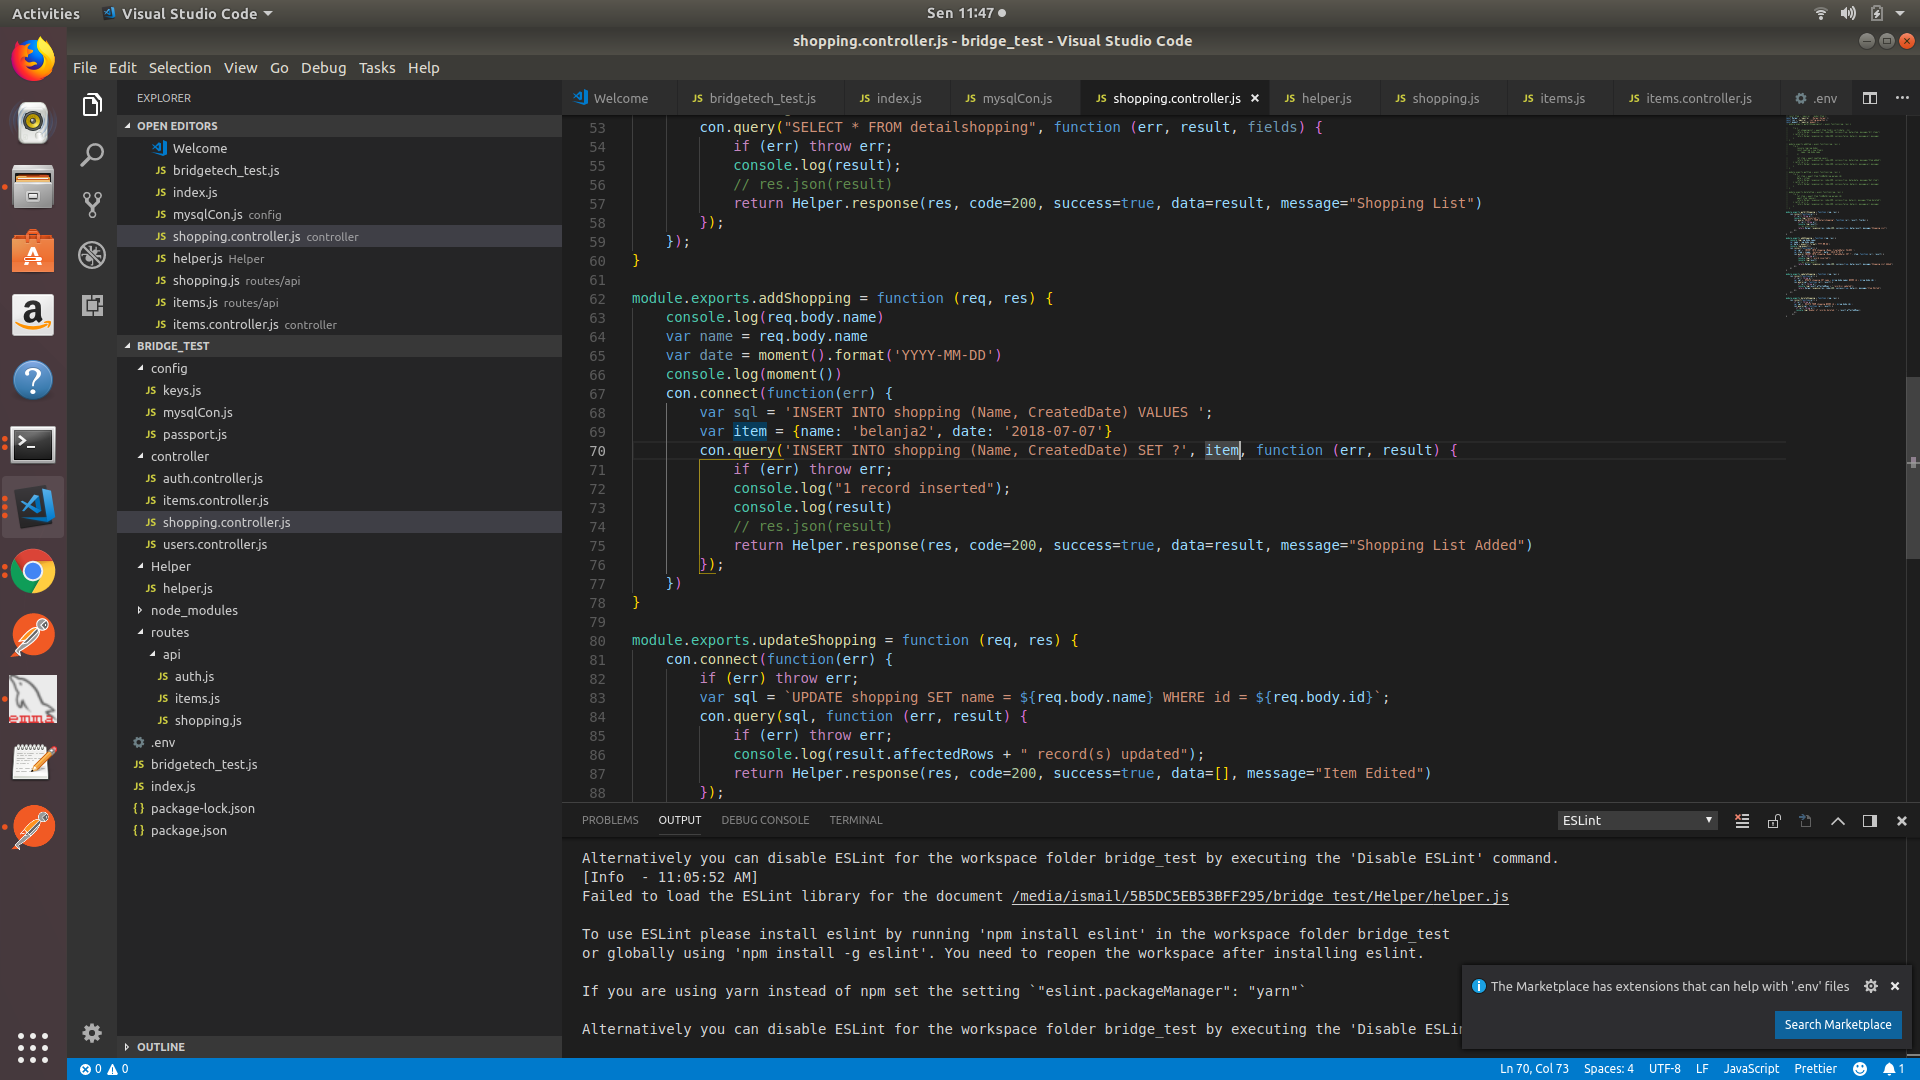 Activities
Visual Studio Code
Sen 11:47
shopping.controller.js - bridge_test - Visual Studio Code
File Edit Selection View Go Debug Tasks Help
EXPLORER
OPEN EDITORS
Welcome
JS bridgetech_test.js
JS index.js
JS mysqlCon.js config
JS shopping.controller.js controller
JS helper.js Helper
JS shopping.js routes/api
JS items.js routes/api
JS items.controller.js controller
BRIDGE_TEST
config
JS keys.js
JS mysqlCon.js
JS passport.js
controller
JS auth.controller.js
JS items.controller.js
JS shopping.controller.js
JS users.controller.js
Helper
JS helper.js
node_modules
routes
api
JS auth.js
JS items.js
JS shopping.js
.env
JS bridgetech_test.js
JS index.js
{} package-lock.json
{} package.json
OUTLINE
Welcome JS bridgetech_test.js JS index.js JS mysqlCon.js JS shopping.controller.js JS helper.js JS shopping.js JS items.js JS items.controller.js .env
53 con.query("SELECT * FROM detailshopping", function (err, result, fields) {
54 if (err) throw err;
55 console.log(result);
56 // res.json(result)
57 return Helper.response(res, code=200, success=true, data=result, message="Shopping List")
58 });
59 });
60 }
61
62 module.exports.addShopping = function (req, res) {
63 console.log(req.body.name)
64 var name = req.body.name
65 var date = moment().format('YYYY-MM-DD')
66 console.log(moment())
67 con.connect(function(err) {
68 var sql = 'INSERT INTO shopping (Name, CreatedDate) VALUES ';
69 var item = {name: 'belanja2', date: '2018-07-07'}
70 con.query('INSERT INTO shopping (Name, CreatedDate) SET ?', item, function (err, result) {
71 if (err) throw err;
72 console.log("1 record inserted");
73 console.log(result)
74 // res.json(result)
75 return Helper.response(res, code=200, success=true, data=result, message="Shopping List Added")
76 });
77 })
78 }
79
80 module.exports.updateShopping = function (req, res) {
81 con.connect(function(err) {
82 if (err) throw err;
83 var sql = `UPDATE shopping SET name = ${req.body.name} WHERE id = ${req.body.id}`;
84 con.query(sql, function (err, result) {
85 if (err) throw err;
86 console.log(result.affectedRows + " record(s) updated");
87 return Helper.response(res, code=200, success=true, data=[], message="Item Edited")
88 });
PROBLEMS OUTPUT DEBUG CONSOLE TERMINAL
ESLint
Alternatively you can disable ESLint for the workspace folder bridge_test by executing the 'Disable ESLint' command.
[Info - 11:05:52 AM]
Failed to load the ESLint library for the document /media/ismail/5B5DC5EB53BFF295/bridge_test/Helper/helper.js
To use ESLint please install eslint by running 'npm install eslint' in the workspace folder bridge_test
or globally using 'npm install -g eslint'. You need to reopen the workspace after installing eslint.
If you are using yarn instead of npm set the setting `"eslint.packageManager": "yarn"`
Alternatively you can disable ESLint for the workspace folder bridge_test by executing the 'Disable ESLin
The Marketplace has extensions that can help with '.env' files
Search Marketplace
0 0
Ln 70, Col 73 Spaces: 4 UTF-8 LF JavaScript Prettier 1